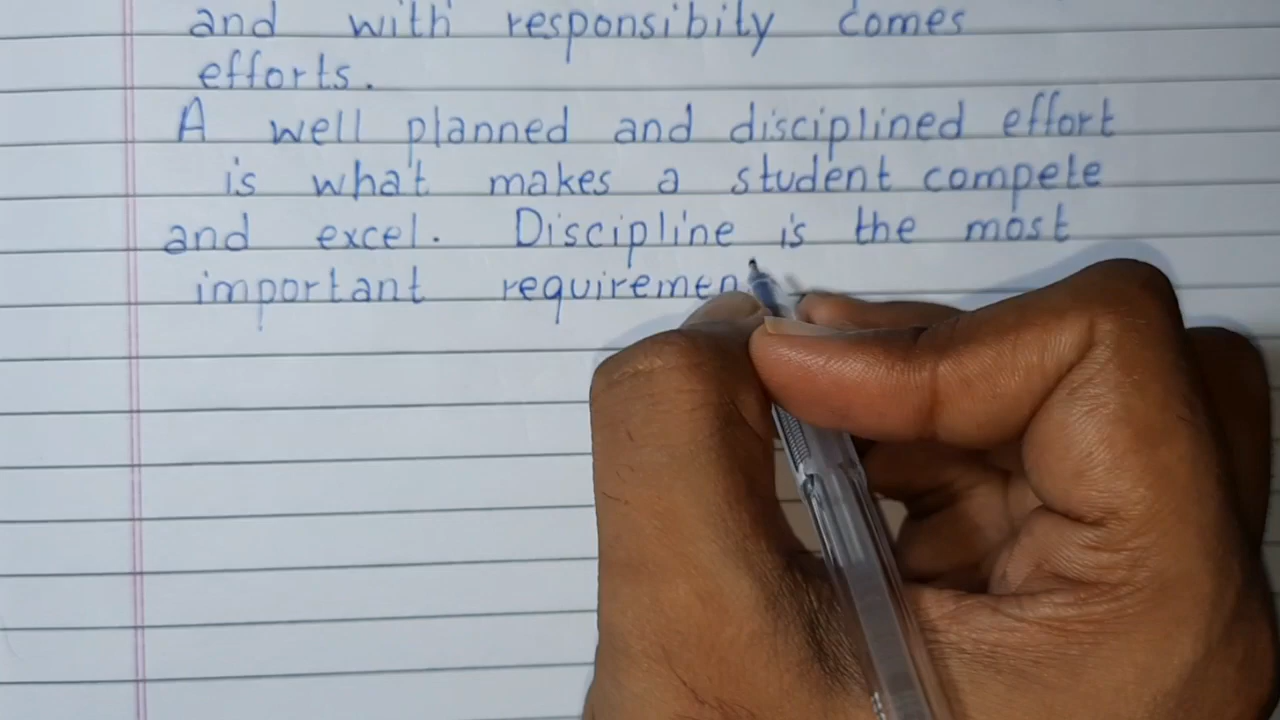 and with responsibity comes
efforts.
A well planned and disciplined effort
is what makes a student compete
and excel. Discipline is the most
important requiremen